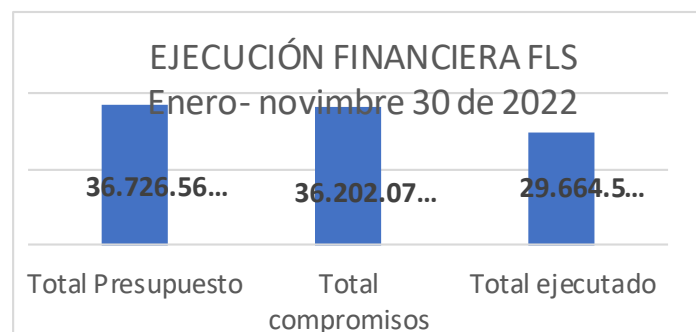 EJECUCIÓN FINANCIERA FLS
Enero- novimbre 30 de 2022
36.726.56...
36.202.07...
29.664.5...
Total Presupuesto
Total
compromisos
Total ejecutado